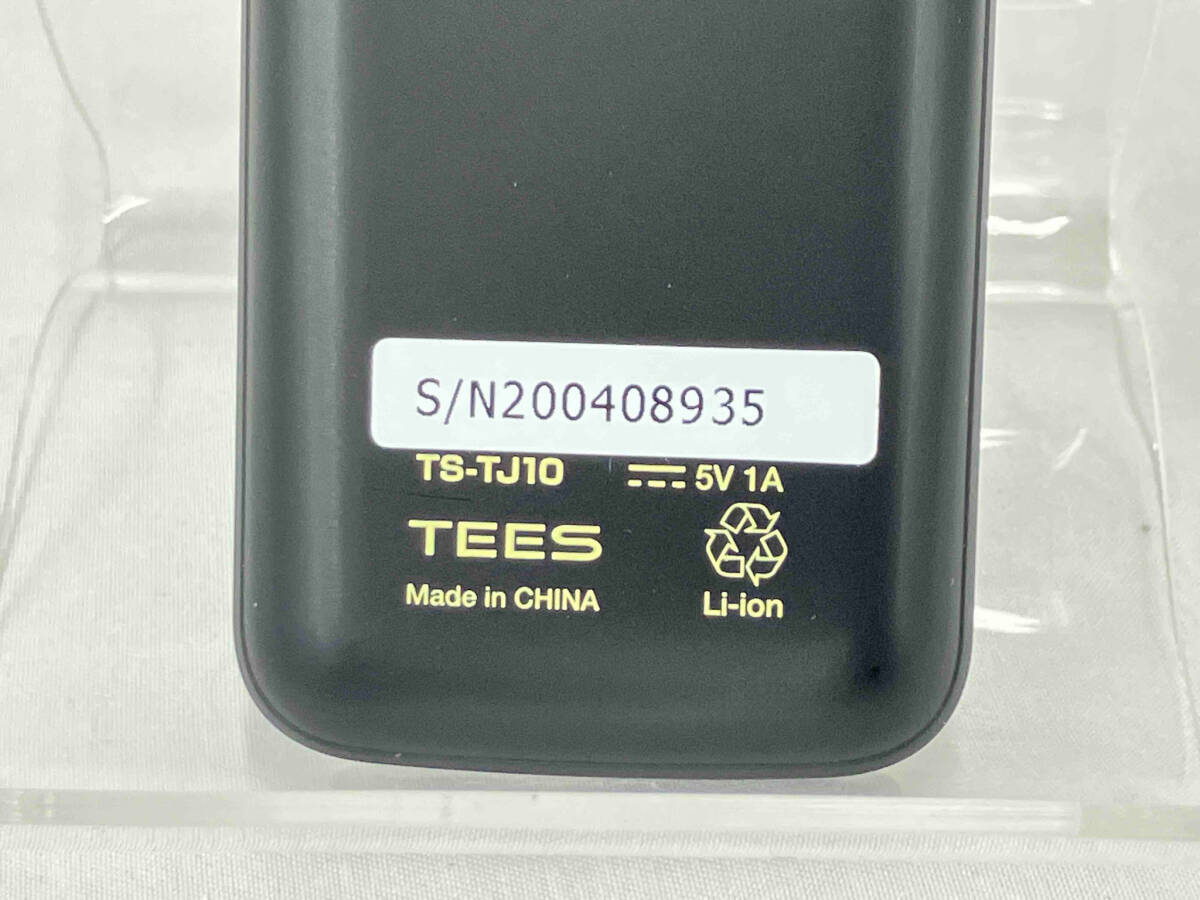 S/N200408935
TS-TJ10 5V 1A
TEES
Made in CHINA
Li-ion